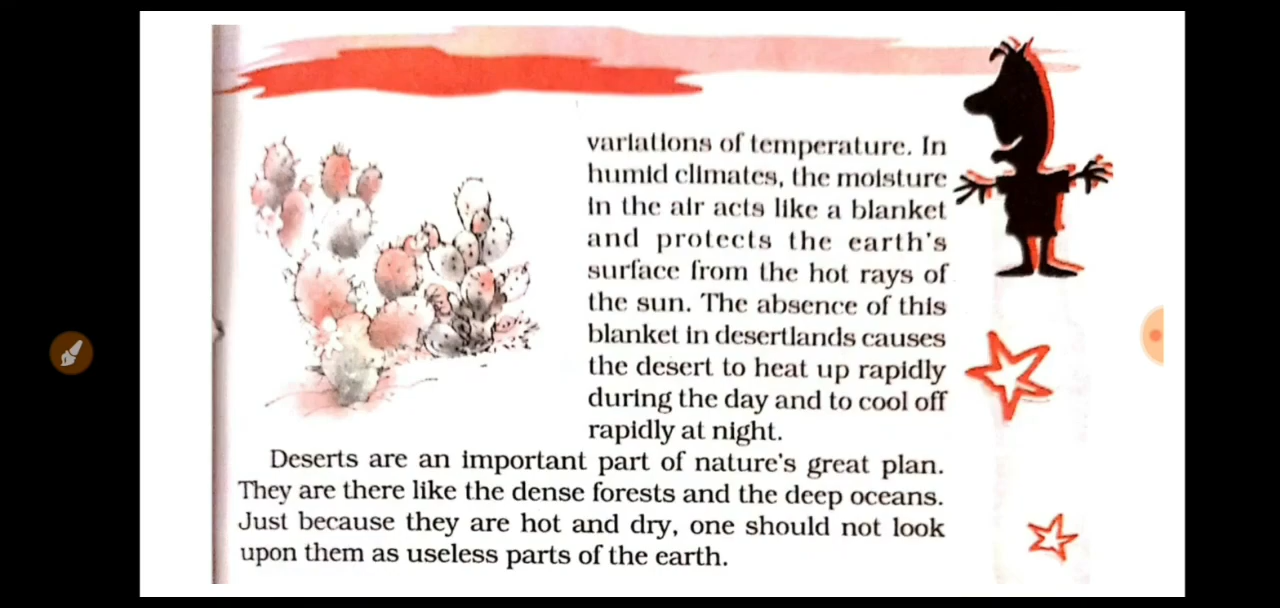 variations of temperature. In
humid climates, the moisture
in the air acts like a blanket
and protects the earth's
surface from the hot rays of
the sun. The absence of this
blanket in desertlands causes
the desert to heat up rapidly
during the day and to cool off
rapidly at night.
Deserts are an important part of nature's great plan.
They are there like the dense forests and the deep oceans.
Just because they are hot and dry, one should not look
upon them as useless parts of the earth.